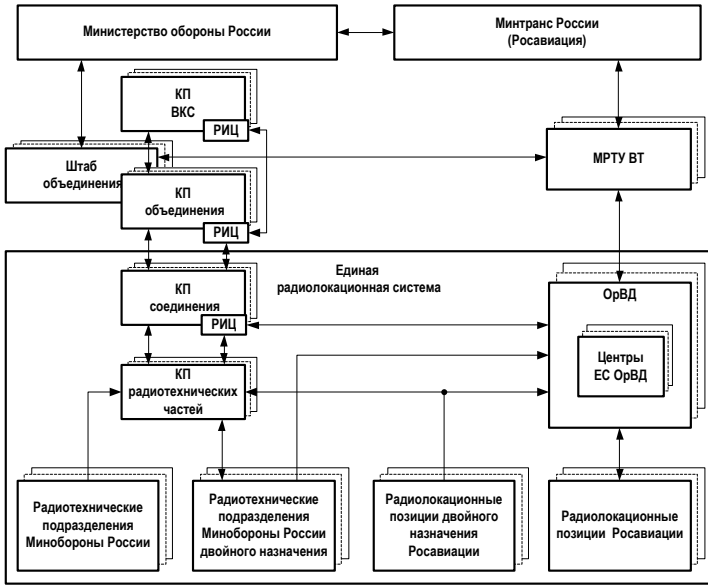 Министерство обороны России
Минтранс России
(Росавиация)
КП
ВКС
РИЦ
Штаб
объединения
МРТУ ВТ
КП
объединения
РИЦ
Единая
радиолокационная система
КП
соединения
РИЦ
ОрВД
Центры
ЕС ОрВД
КП
радиотехнических
частей
Радиотехнические
подразделения
Минобороны России
Радиотехнические
подразделения
Минобороны России
двойного назначения
Радиолокационные
позиции двойного
назначения
Росавиации
Радиолокационные
позиции Росавиации